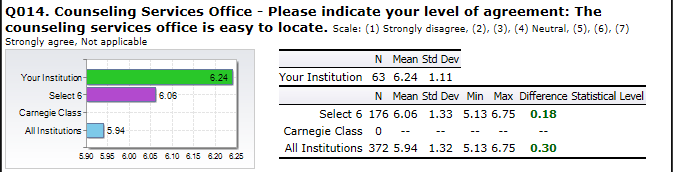 Q014. Counseling Services Office - Please indicate your level of agreement: The
counseling services office is easy to locate. Scale: (1) Strongly disagree, (2), (3), (4) Neutral, (5), (6), (7)
Strongly agree, Not applicable
Your Institution 6.24
Select 6 6.06
Carnegie Class
All Institutions 5.94
5.90 5.95 6.00 6.05 6.10 6.15 6.20 6.25
N Mean Std Dev
Your Institution 63 6.24 1.11
N Mean Std Dev Min Max Difference Statistical Level
Select 6 176 6.06 1.33 5.13 6.75 0.18
Carnegie Class 0 -- -- -- -- --
All Institutions 372 5.94 1.32 5.13 6.75 0.30